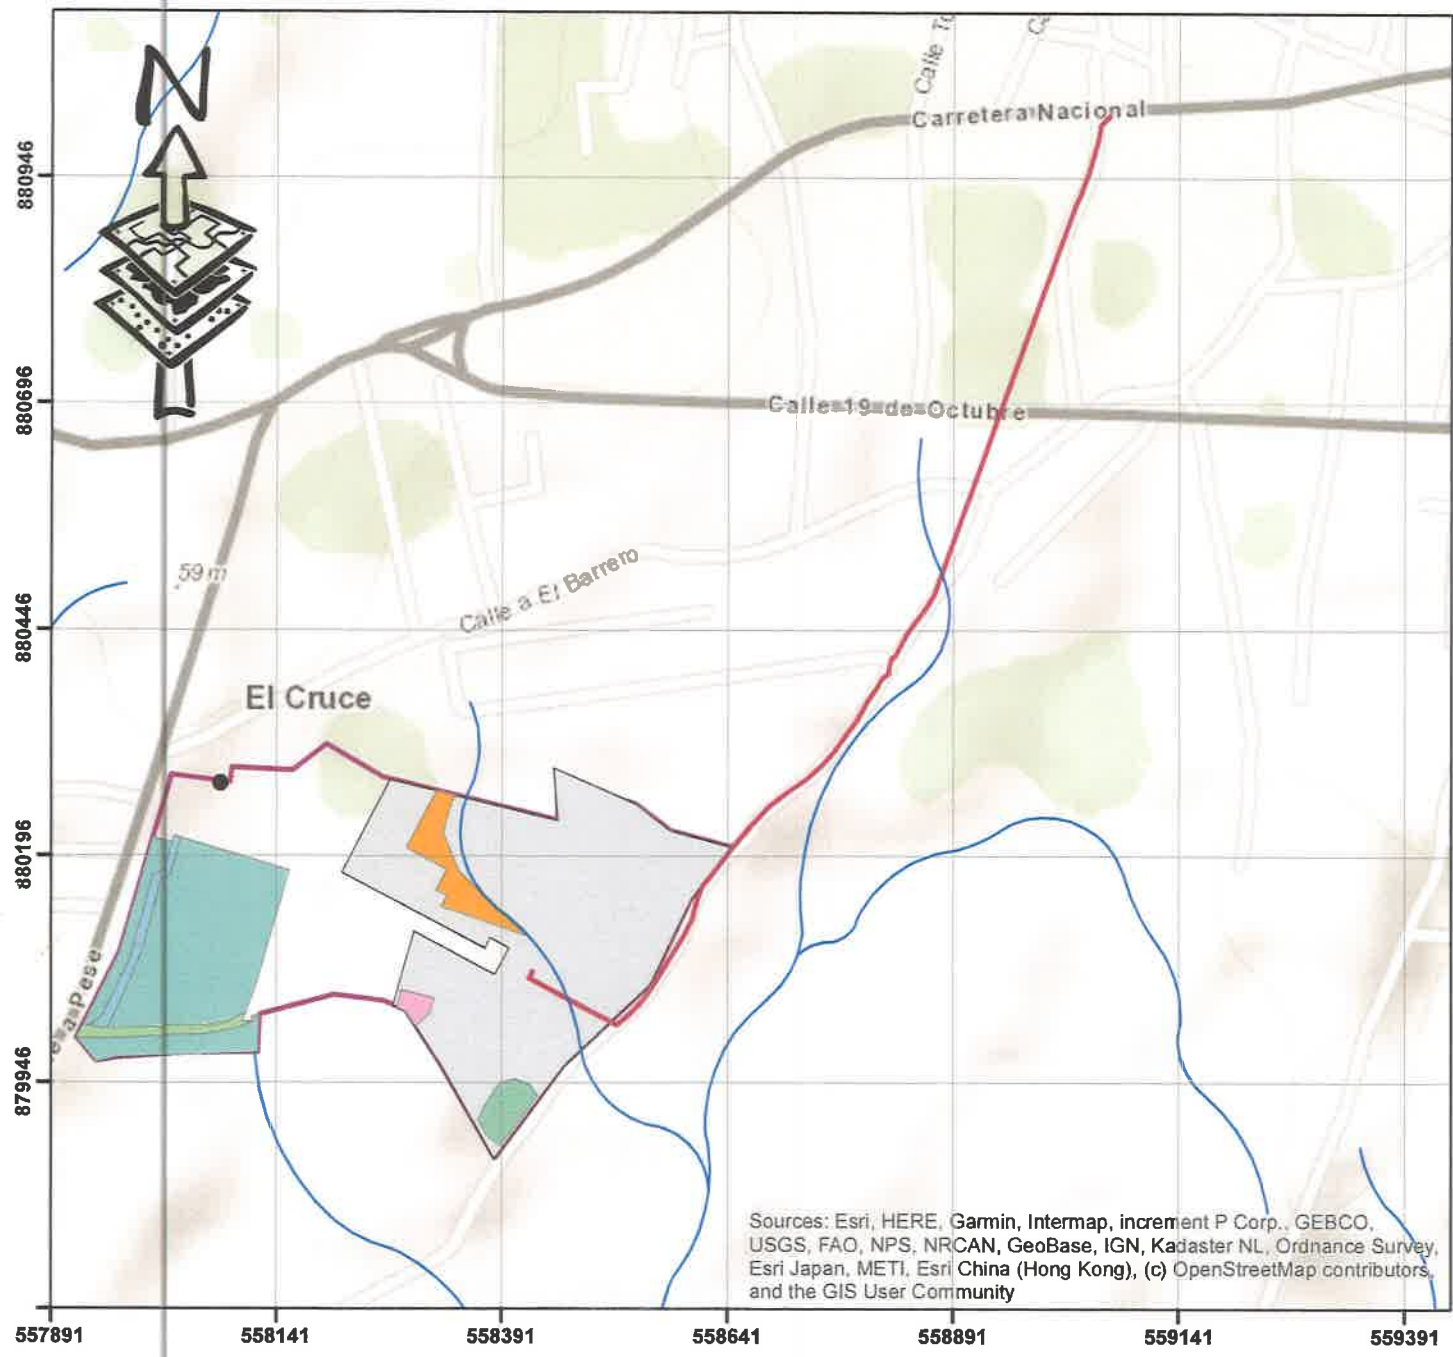 N
Calle To
Carretera Nacional
880946
880696
Calle 19 de Octubre
59 m
Calle a El Barrero
880446
El Cruce
880196
a Pese
879946
Sources: Esri, HERE, Garmin, Intermap, increment P Corp., GEBCO,
USGS, FAO, NPS, NRCAN, GeoBase, IGN, Kadaster NL, Ordnance Survey,
Esri Japan, METI, Esri China (Hong Kong), (c) OpenStreetMap contributors,
and the GIS User Community
557891 558141 558391 558641 558891 559141 559391